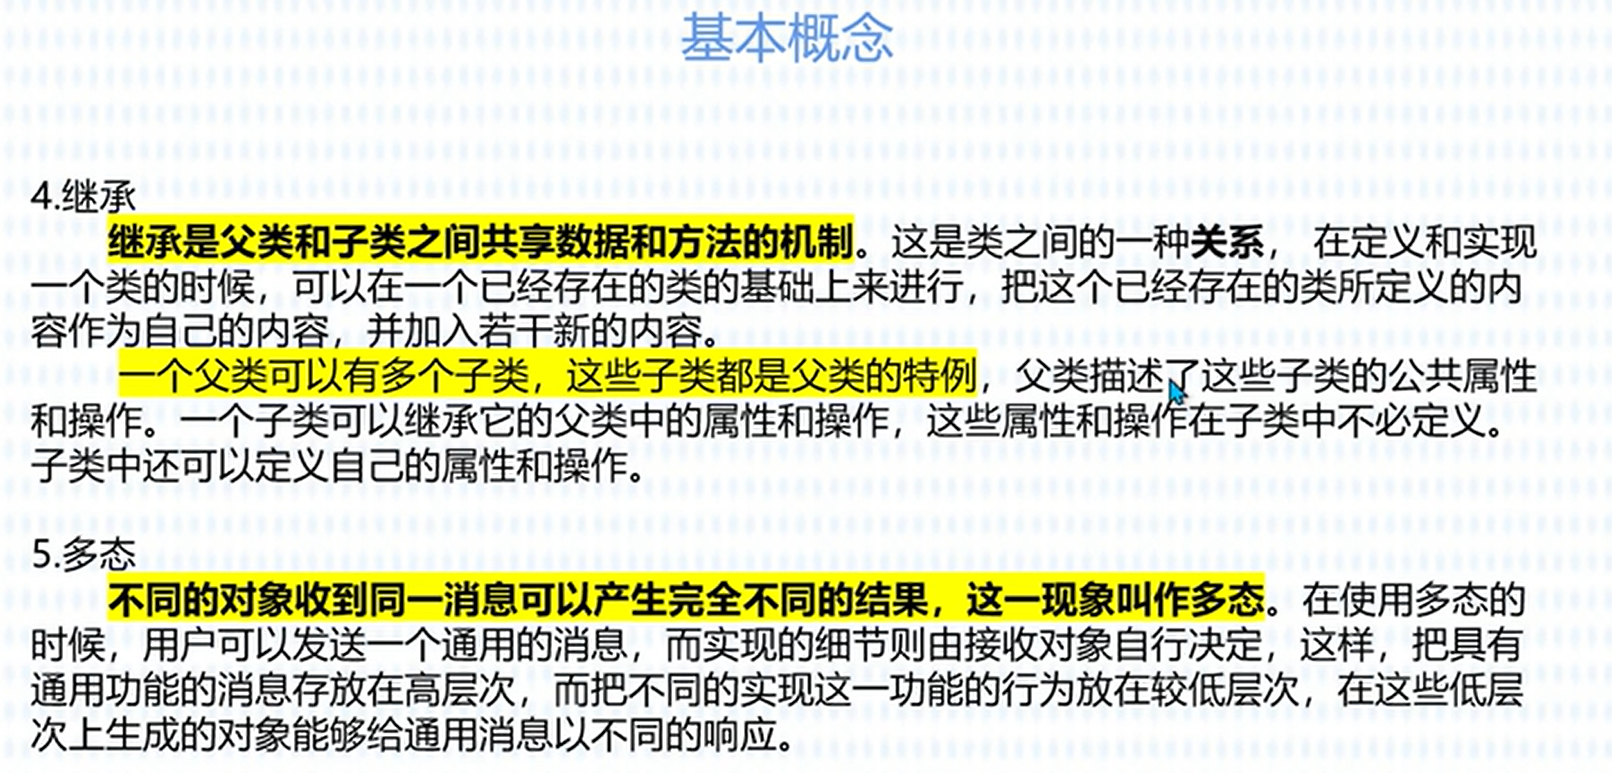 基本概念
4.继承
继承是父类和子类之间共享数据和方法的机制。这是类之间的一种关系，在定义和实现
一个类的时候，可以在一个已经存在的类的基础上来进行，把这个已经存在的类所定义的内
容作为自己的内容，并加入若干新的内容。
一个父类可以有多个子类，这些子类都是父类的特例，父类描述了这些子类的公共属性
和操作。一个子类可以继承它的父类中的属性和操作，这些属性和操作在子类中不必定义。
子类中还可以定义自己的属性和操作。
5.多态
不同的对象收到同一消息可以产生完全不同的结果，这一现象叫作多态。在使用多态的
时候，用户可以发送一个通用的消息，而实现的细节则由接收对象自行决定，这样，把具有
通用功能的消息存放在高层次，而把不同的实现这一功能的行为放在较低层次，在这些低层
次上生成的对象能够给通用消息以不同的响应。